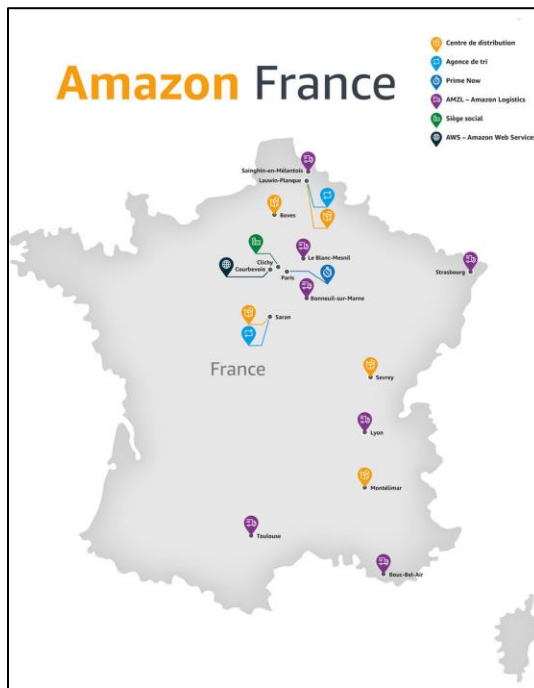 Amazon France
Centre de distribution
Agence de tri
Prime Now
AMZL – Amazon Logistics
Siège social
AWS – Amazon Web Services
Sainghin-en-Mélantois
Lauwin-Planque
Boves
Le Blanc-Mesnil
Clichy
Courbevoie
Paris
Strasbourg
Bonneuil-sur-Marne
Saran
France
Sevrey
Lyon
Montélimar
Toulouse
Bouc-Bel-Air